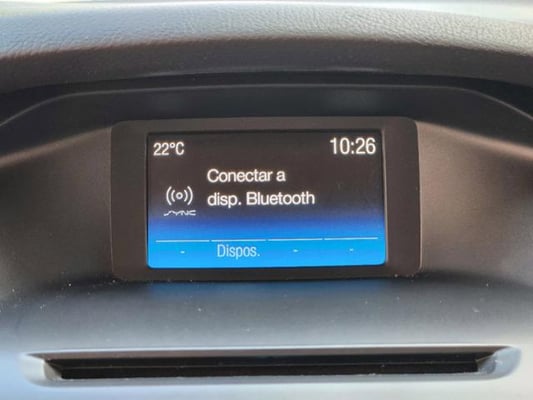 22°C 10:26
Conectar a
disp. Bluetooth
SYNC
- Dispos. - -